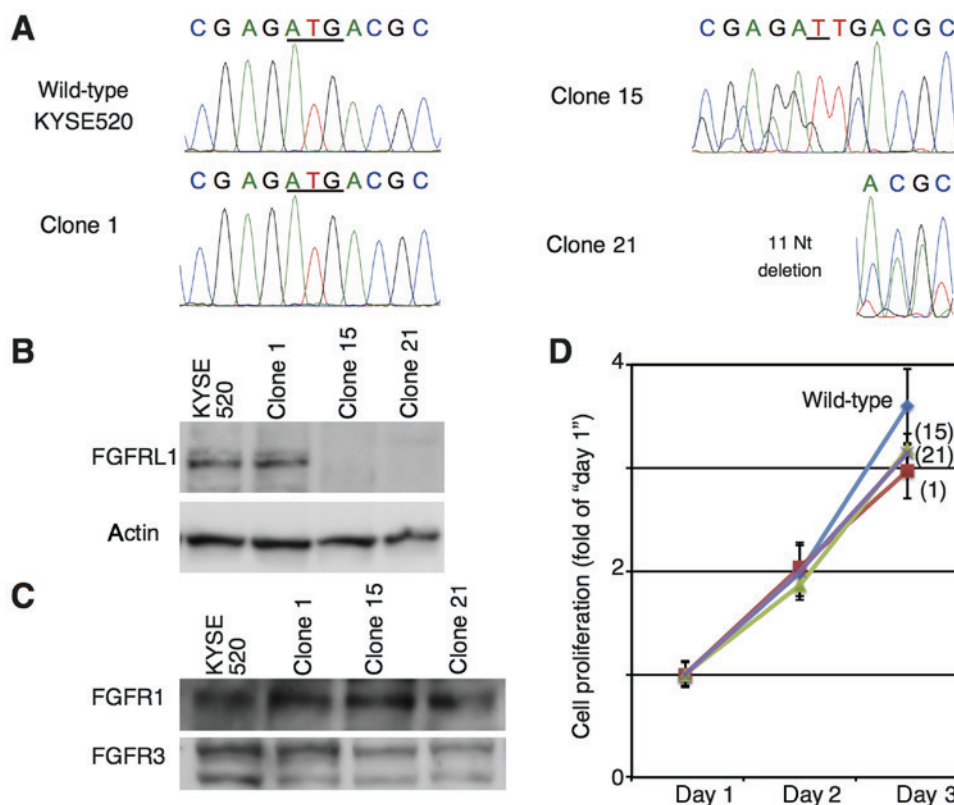 A
C G A G A T G A C G C
Wild-type
KYSE520
C G A G A T G A C G C
Clone 1
C G A G A T T G A C G C
Clone 15
A C G C
Clone 21
11 Nt
deletion
B
KYSE
520
Clone 1
Clone 15
Clone 21
FGFRL1
Actin
C
KYSE
520
Clone 1
Clone 15
Clone 21
FGFR1
FGFR3
D
Cell proliferation (fold of “day 1”)
4
2
0
Wild-type
(15)
(21)
(1)
Day 1
Day 2
Day 3